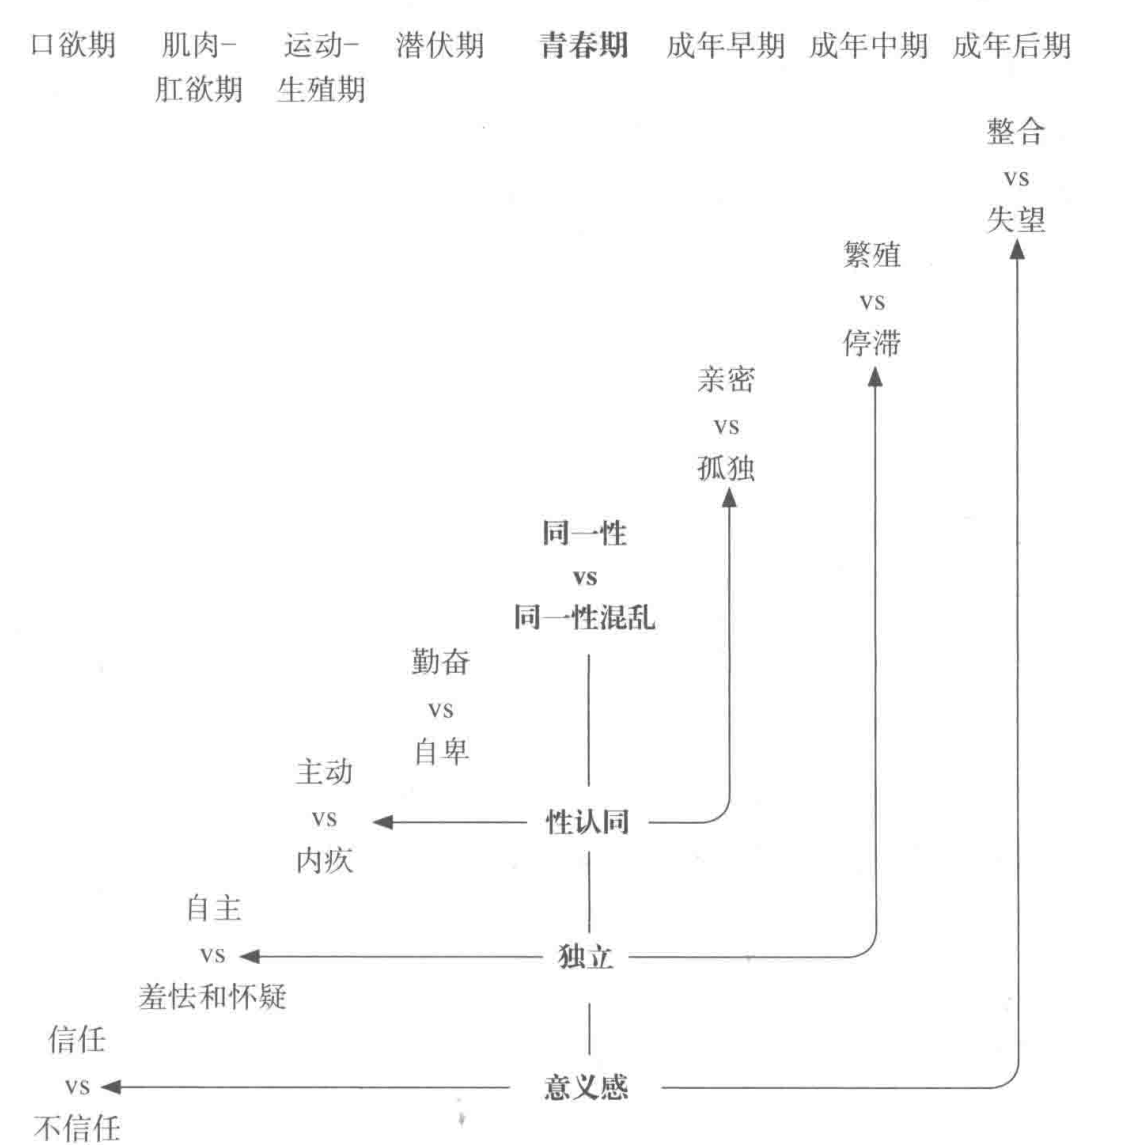 口欲期 肌肉- 运动- 潜伏期 青春期 成年早期 成年中期 成年后期
肛欲期 生殖期
整合
vs
失望
繁殖
vs
停滞
亲密
vs
孤独
同一性
vs
同一性混乱
勤奋
vs
自卑
主动
vs
内疚
性认同
自主
vs
羞怯和怀疑
独立
信任
vs
不信任
意义感